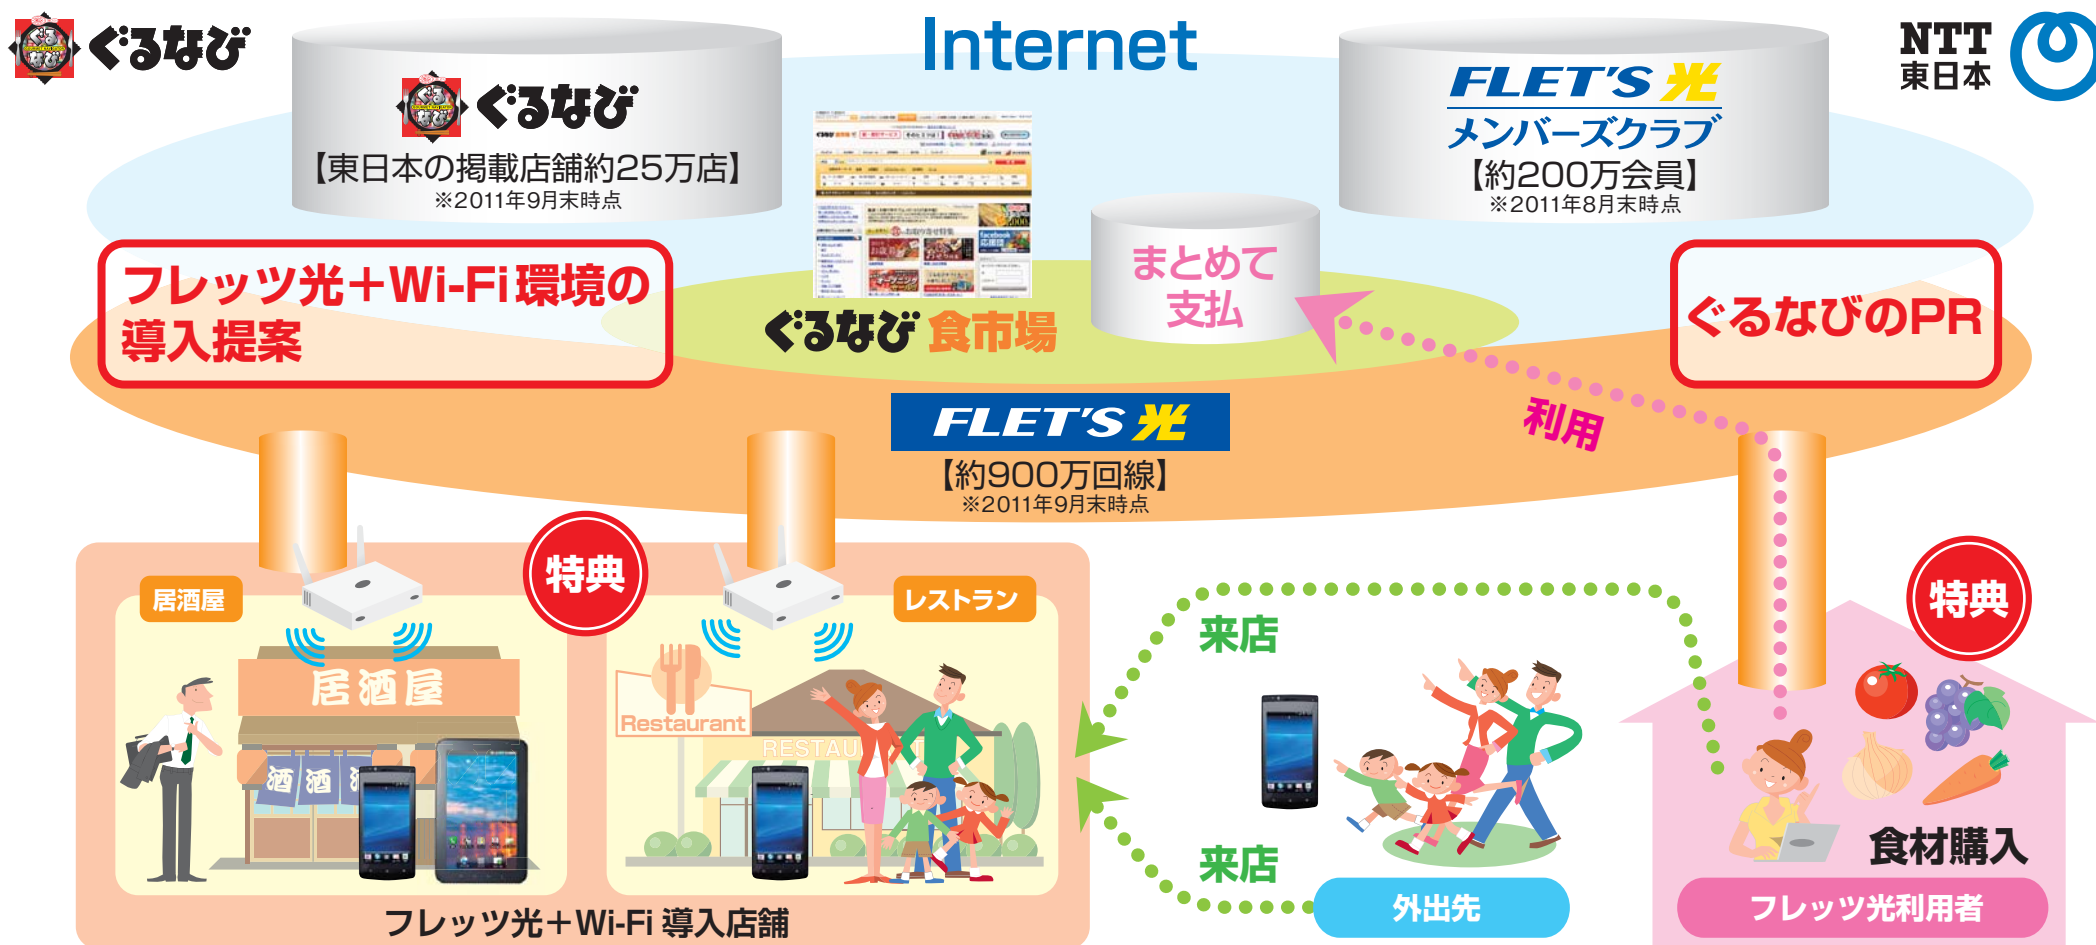 ぐるなび
Internet
NTT
東日本
ぐるなび
【東日本の掲載店舗約25万店】
※2011年9月末時点
FLET'S 光
メンバーズクラブ
【約200万会員】
※2011年8月末時点
フレッツ光+Wi-Fi環境の
導入提案
ぐるなび 食市場
まとめて
支払
ぐるなびのPR
利用
FLET'S 光
【約900万回線】
※2011年9月末時点
特典
居酒屋
レストラン
居酒屋
酒 酒
Restaurant
フレッツ光+Wi-Fi 導入店舗
来店
来店
外出先
特典
食材購入
フレッツ光利用者